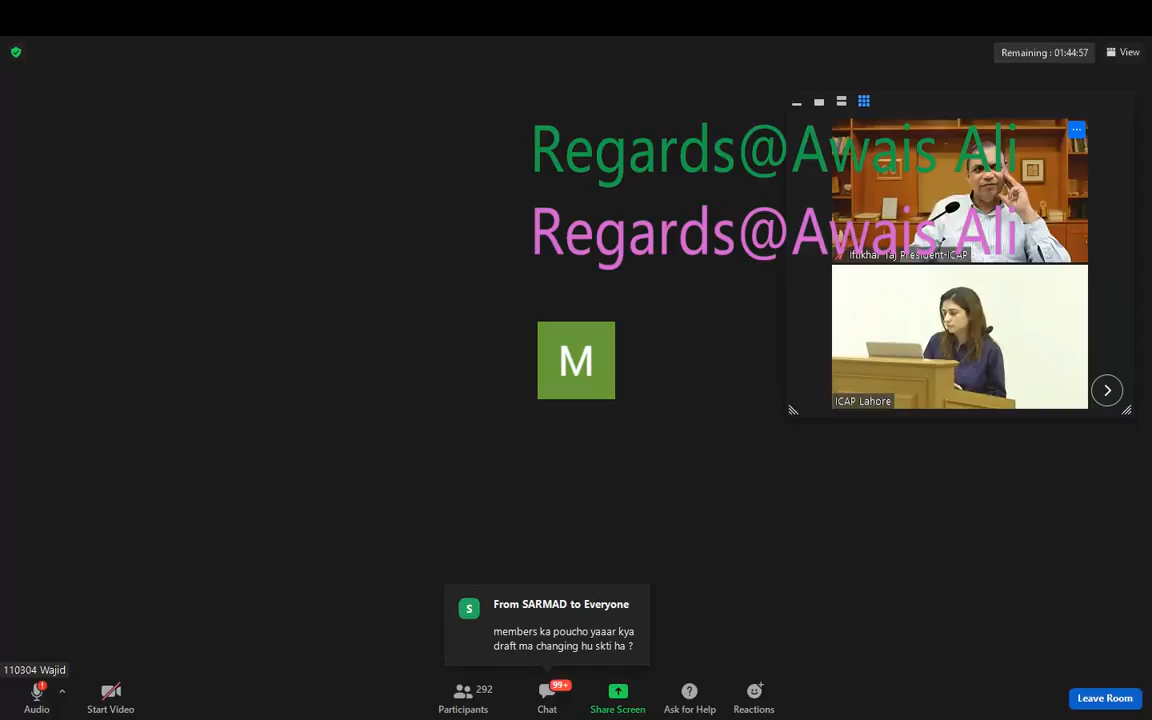 Remaining : 01:44:57
View
Regards@Awais Ali
Regards@Awais Ali
Iftikhar Taj President-ICAP
M
ICAP Lahore
S
From SARMAD to Everyone
members ka poucho yaaar kya
draft ma changing hu skti ha ?
110304 Wajid
292
99+
Audio
Start Video
Participants
Chat
Share Screen
Ask for Help
Reactions
Leave Room